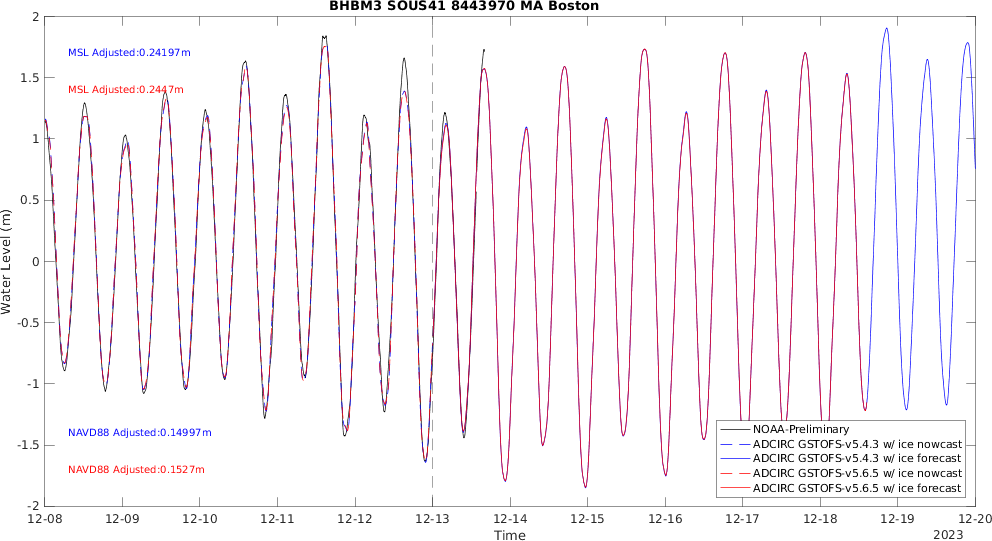 BHBM3 SOUS41 8443970 MA Boston
Water Level (m)
2
1.5
1
0.5
0
-0.5
-1
-1.5
-2
MSL Adjusted:0.24197m
MSL Adjusted:0.2447m
NAVD88 Adjusted:0.14997m
NAVD88 Adjusted:0.1527m
NOAA-Preliminary
ADCIRC GSTOFS-v5.4.3 w/ ice nowcast
ADCIRC GSTOFS-v5.4.3 w/ ice forecast
ADCIRC GSTOFS-v5.6.5 w/ ice nowcast
ADCIRC GSTOFS-v5.6.5 w/ ice forecast
12-08 12-09 12-10 12-11 12-12 12-13 12-14 12-15 12-16 12-17 12-18 12-19 12-20
Time
2023